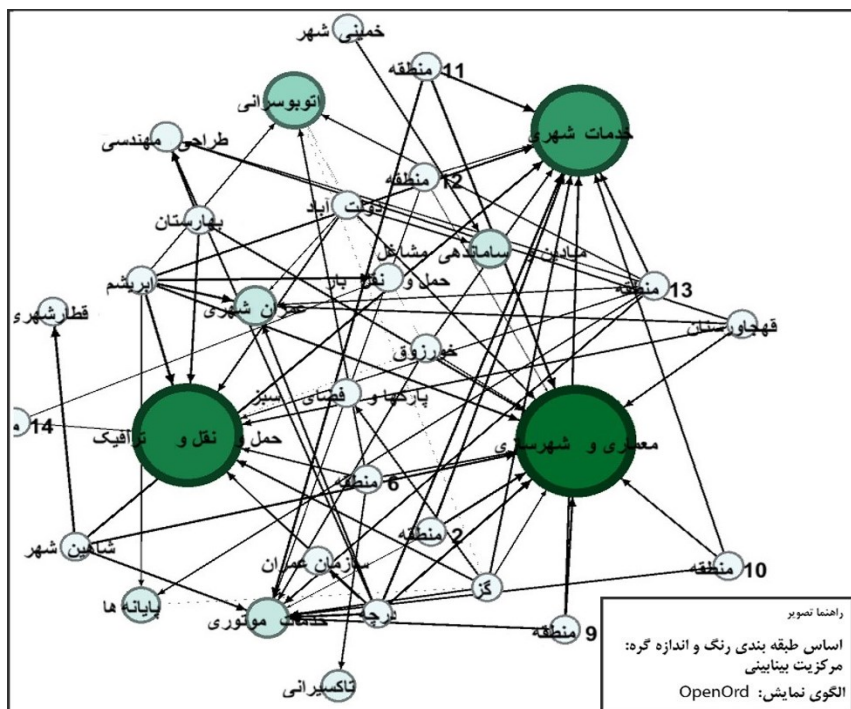 خمینی شهر
منطقه 11
اتوبوسرانی
خدمات شهری
طراحی مهندسی
منطقه 12
دولت آباد
بهارستان
میادین و ساماندهی مشاغل
حمل و نقل بار
ابریشم
منطقه 13
عمران شهری
قطارشهری
قهجاورستان
خورزوق
پارکها و فضای سبز
14
حمل و نقل و ترافیک
معماری و شهرسازی
منطقه 6
شاهین شهر
منطقه 2
سازمان عمران
منطقه 10
گز
پایانه ها
خدمات موتوری
درچه
منطقه 9
تاکسیرانی
راهنما تصویر
اساس طبقه بندی رنگ و اندازه گره:
مرکزیت بینابینی
الگوی نمایش: OpenOrd